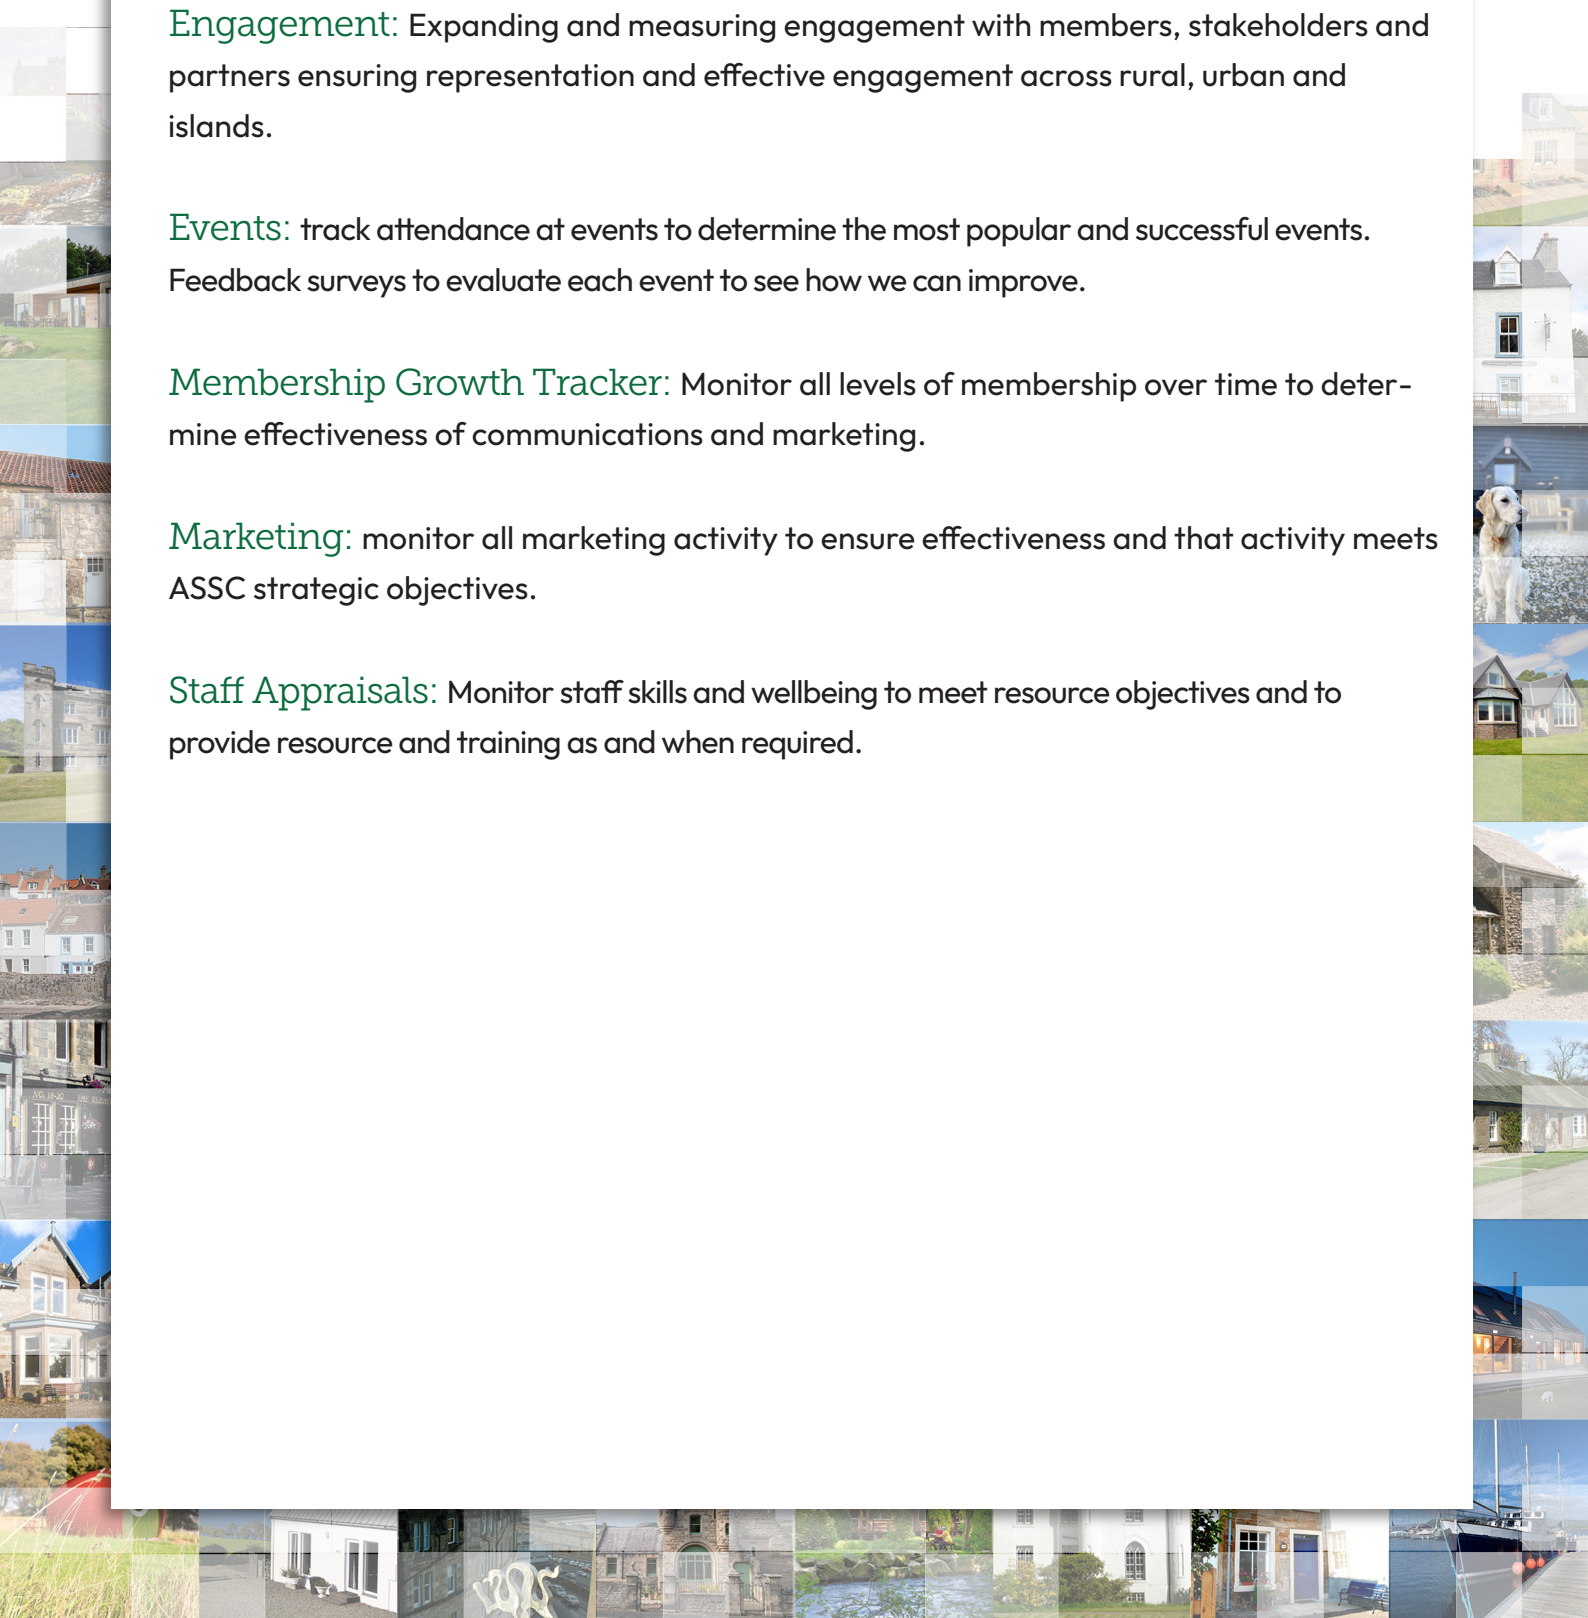 Engagement: Expanding and measuring engagement with members, stakeholders and
partners ensuring representation and effective engagement across rural, urban and
islands.
Events: track attendance at events to determine the most popular and successful events.
Feedback surveys to evaluate each event to see how we can improve.
Membership Growth Tracker: Monitor all levels of membership over time to deter-
mine effectiveness of communications and marketing.
Marketing: monitor all marketing activity to ensure effectiveness and that activity meets
ASSC strategic objectives.
Staff Appraisals: Monitor staff skills and wellbeing to meet resource objectives and to
provide resource and training as and when required.